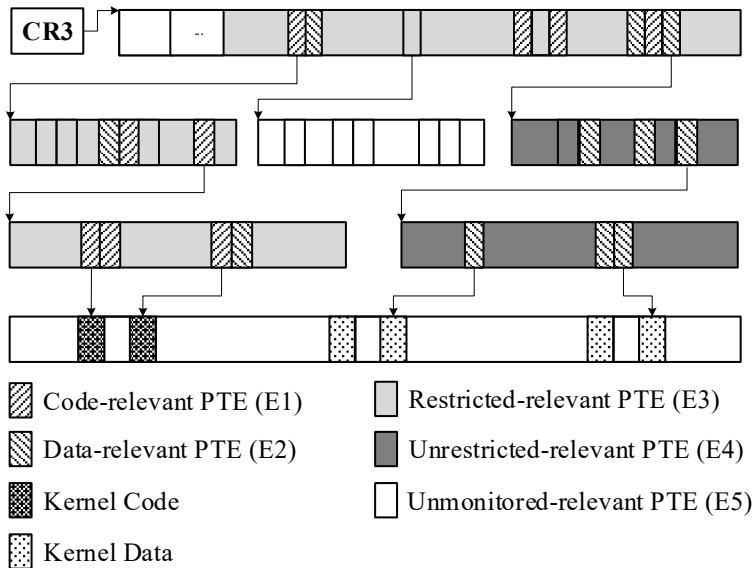 CR3
...
Code-relevant PTE (E1)
Restricted-relevant PTE (E3)
Data-relevant PTE (E2)
Unrestricted-relevant PTE (E4)
Kernel Code
Unmonitored-relevant PTE (E5)
Kernel Data